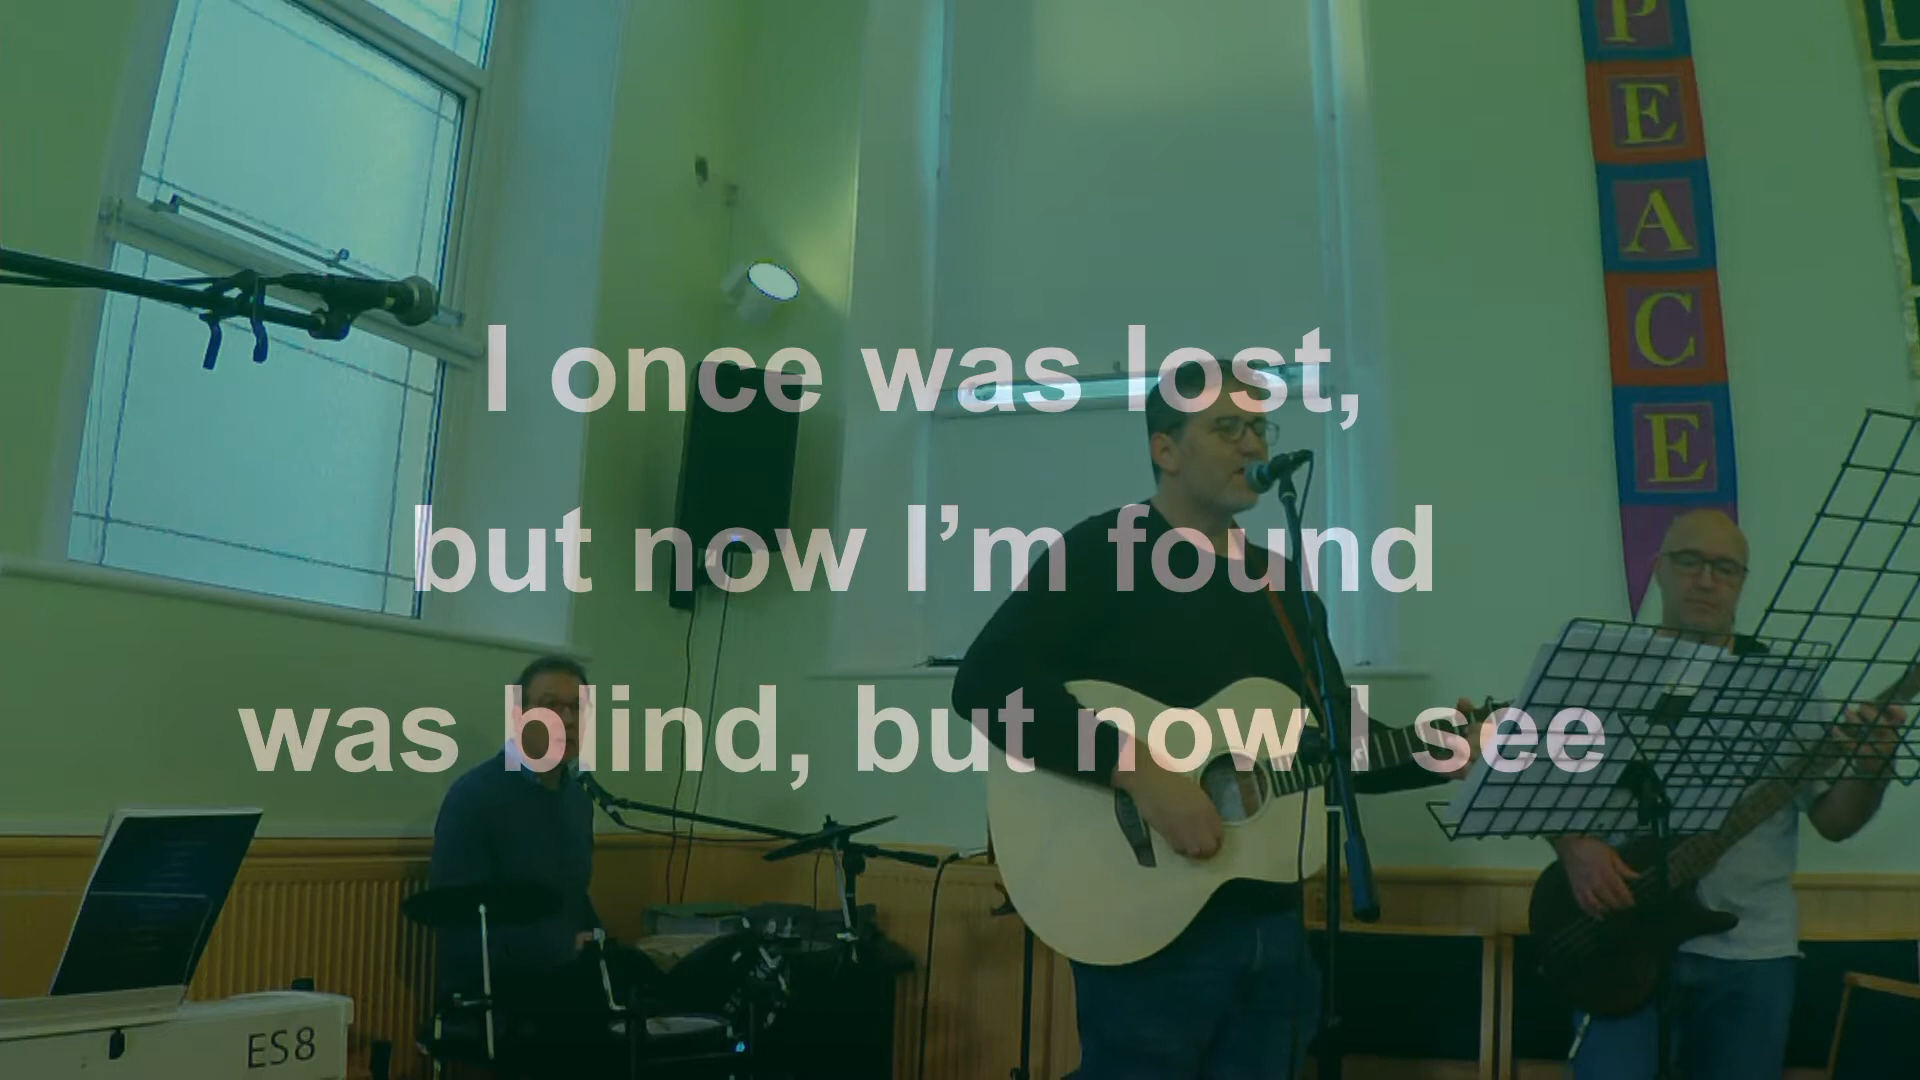 I once was lost,
but now I’m found
was blind, but now I see
PEACE
ES8